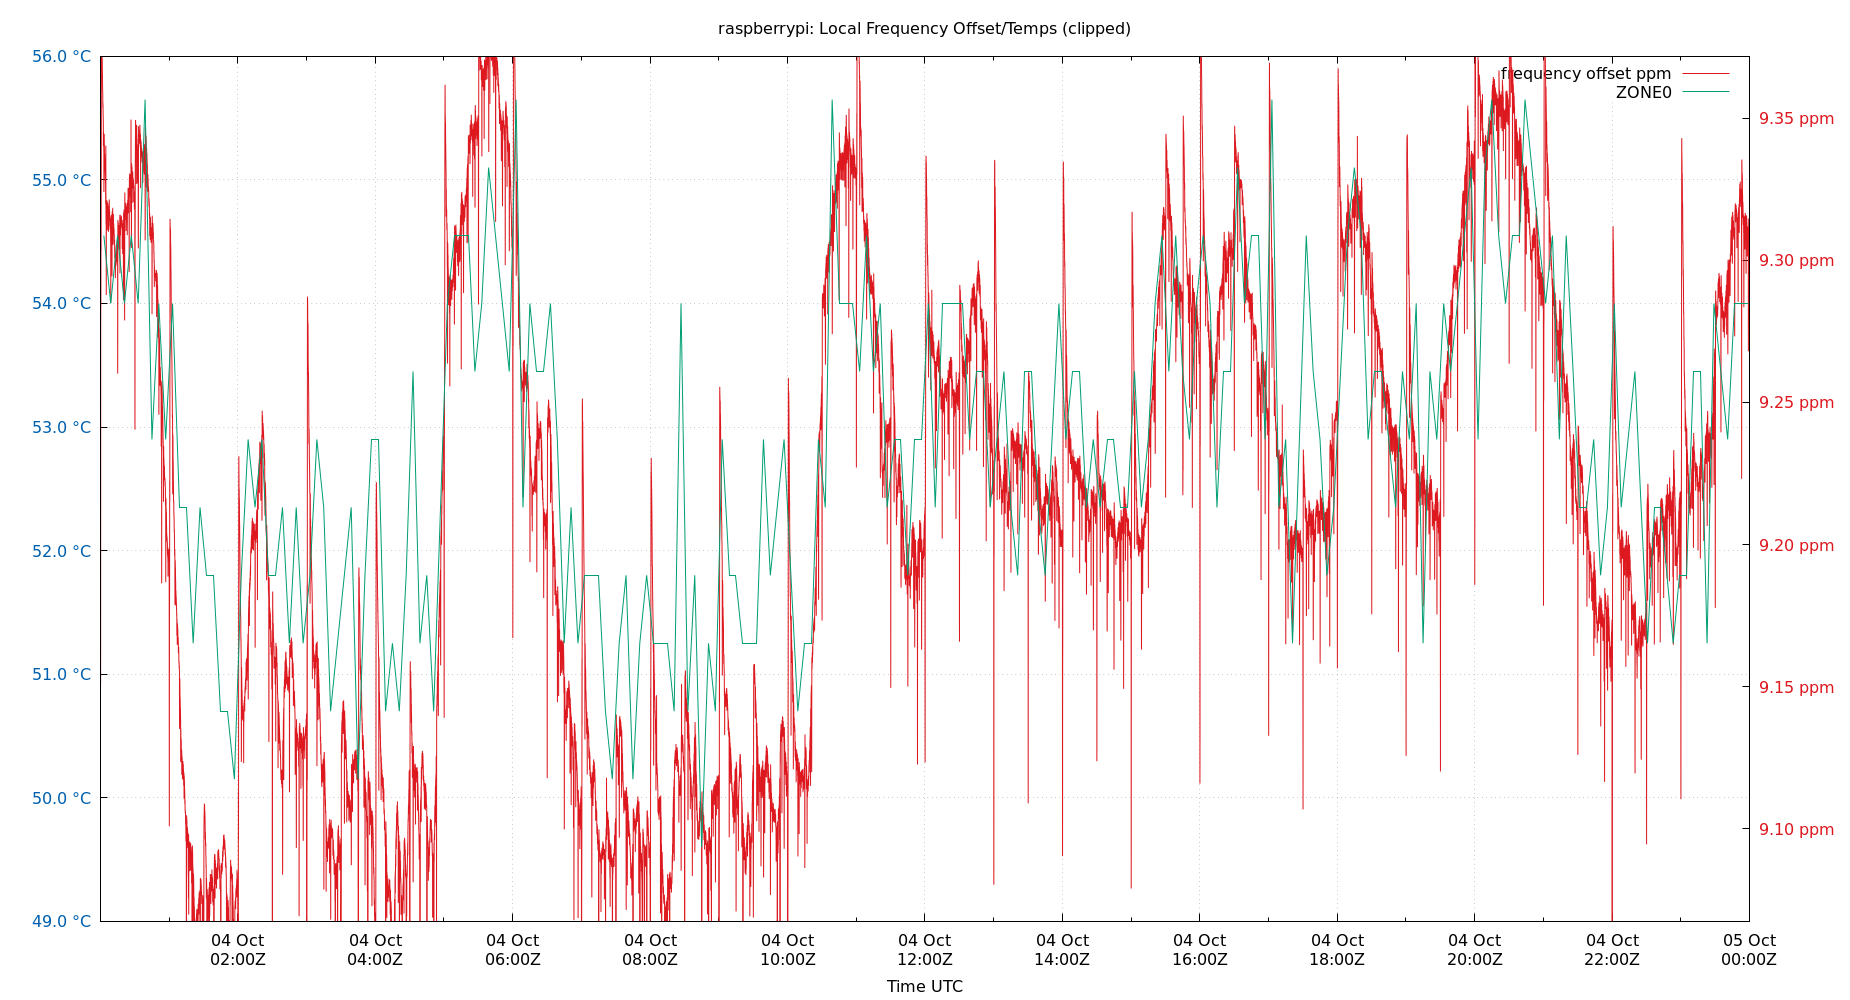 raspberrypi: Local Frequency Offset/Temps (clipped)
56.0 °C
55.0 °C
54.0 °C
53.0 °C
52.0 °C
51.0 °C
50.0 °C
49.0 °C
frequency offset ppm
ZONE0
9.35 ppm
9.30 ppm
9.25 ppm
9.20 ppm
9.15 ppm
9.10 ppm
04 Oct 04 Oct 04 Oct 04 Oct 04 Oct 04 Oct 04 Oct 04 Oct 04 Oct 04 Oct 04 Oct 05 Oct
02:00Z 04:00Z 06:00Z 08:00Z 10:00Z 12:00Z 14:00Z 16:00Z 18:00Z 20:00Z 22:00Z 00:00Z
Time UTC